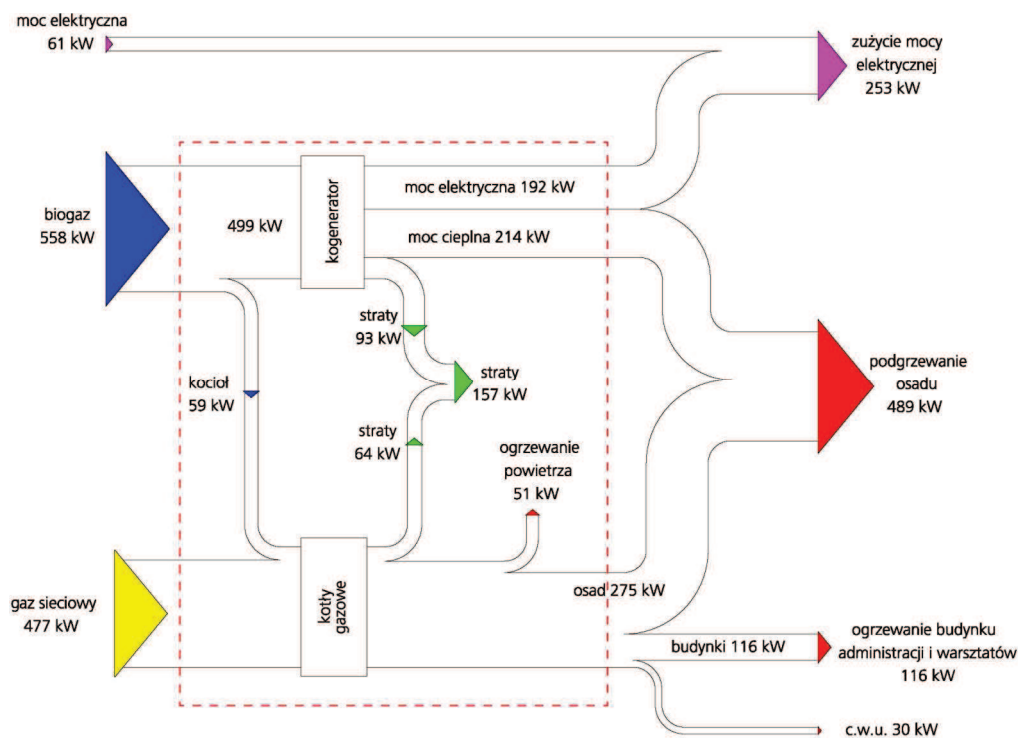 moc elektryczna
61 kW
zużycie mocy
elektrycznej
253 kW
biogaz
558 kW
499 kW
kogenerator
moc elektryczna 192 kW
moc cieplna 214 kW
straty
93 kW
kocioł
59 kW
straty
157 kW
straty
64 kW
ogrzewanie
powietrza
51 kW
podgrzewanie
osadu
489 kW
gaz sieciowy
477 kW
kotły
gazowe
osad 275 kW
budynki 116 kW
ogrzewanie budynku
administracji i warsztatów
116 kW
c.w.u. 30 kW